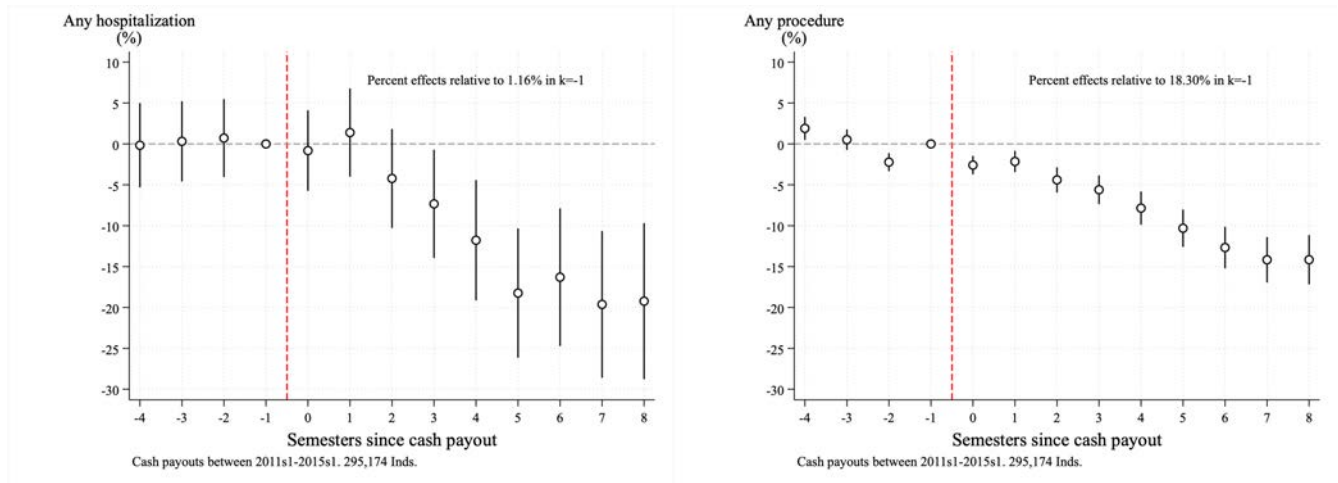 Any hospitalization
(%)
10
5
0
-5
-10
-15
-20
-25
-30
Percent effects relative to 1.16% in k=-1
-4 -3 -2 -1 0 1 2 3 4 5 6 7 8
Semesters since cash payout
Cash payouts between 2011s1-2015s1. 295,174 Inds.
Any procedure
(%)
10
5
0
-5
-10
-15
-20
-25
-30
Percent effects relative to 18.30% in k=-1
-4 -3 -2 -1 0 1 2 3 4 5 6 7 8
Semesters since cash payout
Cash payouts between 2011s1-2015s1. 295,174 Inds.